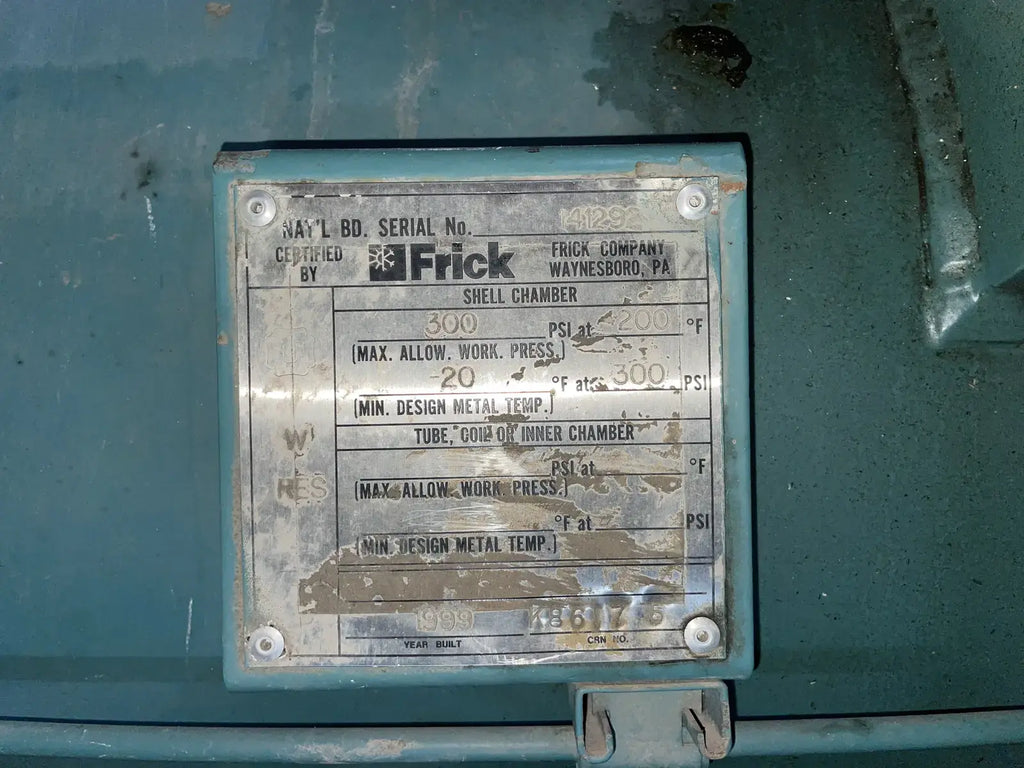 NAT'L BD. SERIAL No.
CERTIFIED BY
Frick
FRICK COMPANY
WAYNESBORO, PA
SHELL CHAMBER
300 PSI at 200 °F
(MAX. ALLOW. WORK. PRESS.)
-20 °F at 300 PSI
(MIN. DESIGN METAL TEMP.)
TUBE, COIL OR INNER CHAMBER
PSI at °F
(MAX. ALLOW. WORK. PRESS.)
°F at PSI
(MIN. DESIGN METAL TEMP.)
W
RES
1999
YEAR BUILT
CRN NO.